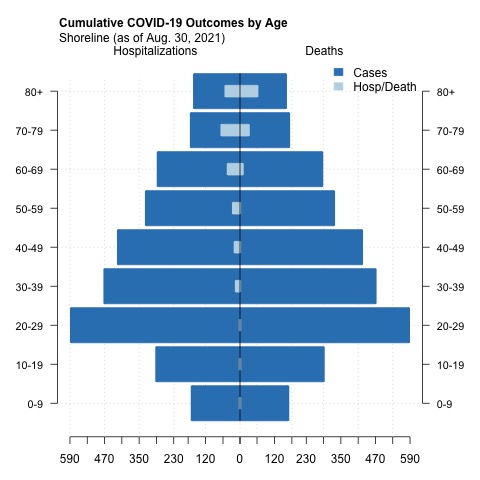 Cumulative COVID-19 Outcomes by Age
Shoreline (as of Aug. 30, 2021)
Hospitalizations Deaths
Cases
Hosp/Death
80+ 80+
70-79 70-79
60-69 60-69
50-59 50-59
40-49 40-49
30-39 30-39
20-29 20-29
10-19 10-19
0-9 0-9
590 470 350 230 120 0 120 230 350 470 590